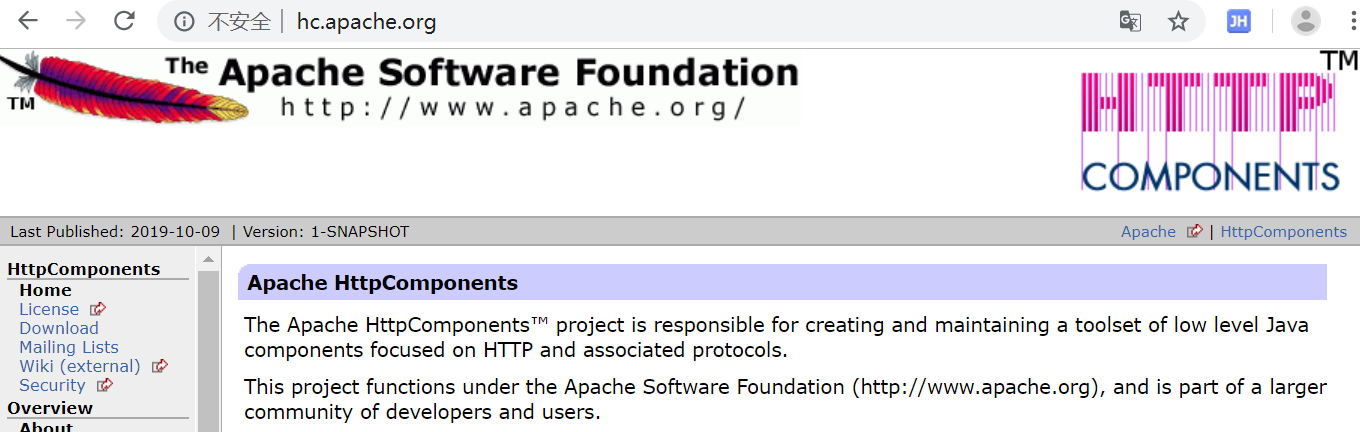 不安全 hc.apache.org
JH
The Apache Software Foundation
TM
http://www.apache.org/
TM
HTTP
COMPONENTS
Last Published: 2019-10-09 | Version: 1-SNAPSHOT
Apache | HttpComponents
HttpComponents
Home
License
Download
Mailing Lists
Wiki (external)
Security
Overview
About
Apache HttpComponents
The Apache HttpComponents™ project is responsible for creating and maintaining a toolset of low level Java
components focused on HTTP and associated protocols.
This project functions under the Apache Software Foundation (http://www.apache.org), and is part of a larger
community of developers and users.